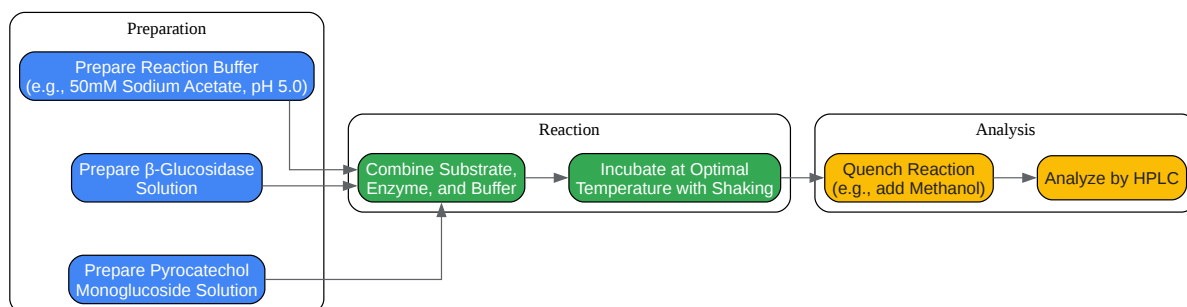 Preparation
Prepare Reaction Buffer
(e.g., 50mM Sodium Acetate, pH 5.0)
Prepare β-Glucosidase
Solution
Prepare Pyrocatechol
Monoglucoside Solution
Reaction
Combine Substrate,
Enzyme, and Buffer
Incubate at Optimal
Temperature with Shaking
Analysis
Quench Reaction
(e.g., add Methanol)
Analyze by HPLC